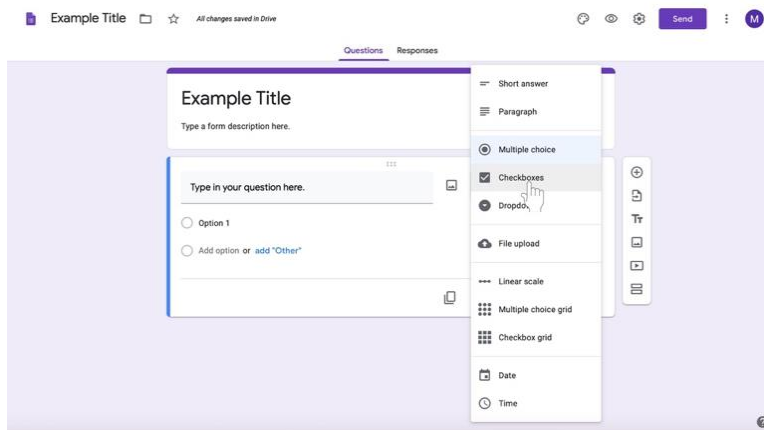 Example Title
All changes saved in Drive
Send
M
Questions Responses
Example Title
Type a form description here.
Type in your question here.
Option 1
Add option or add "Other"
Short answer
Paragraph
Multiple choice
Checkboxes
File upload
Linear scale
Multiple choice grid
Checkbox grid
Date
Time
Tт